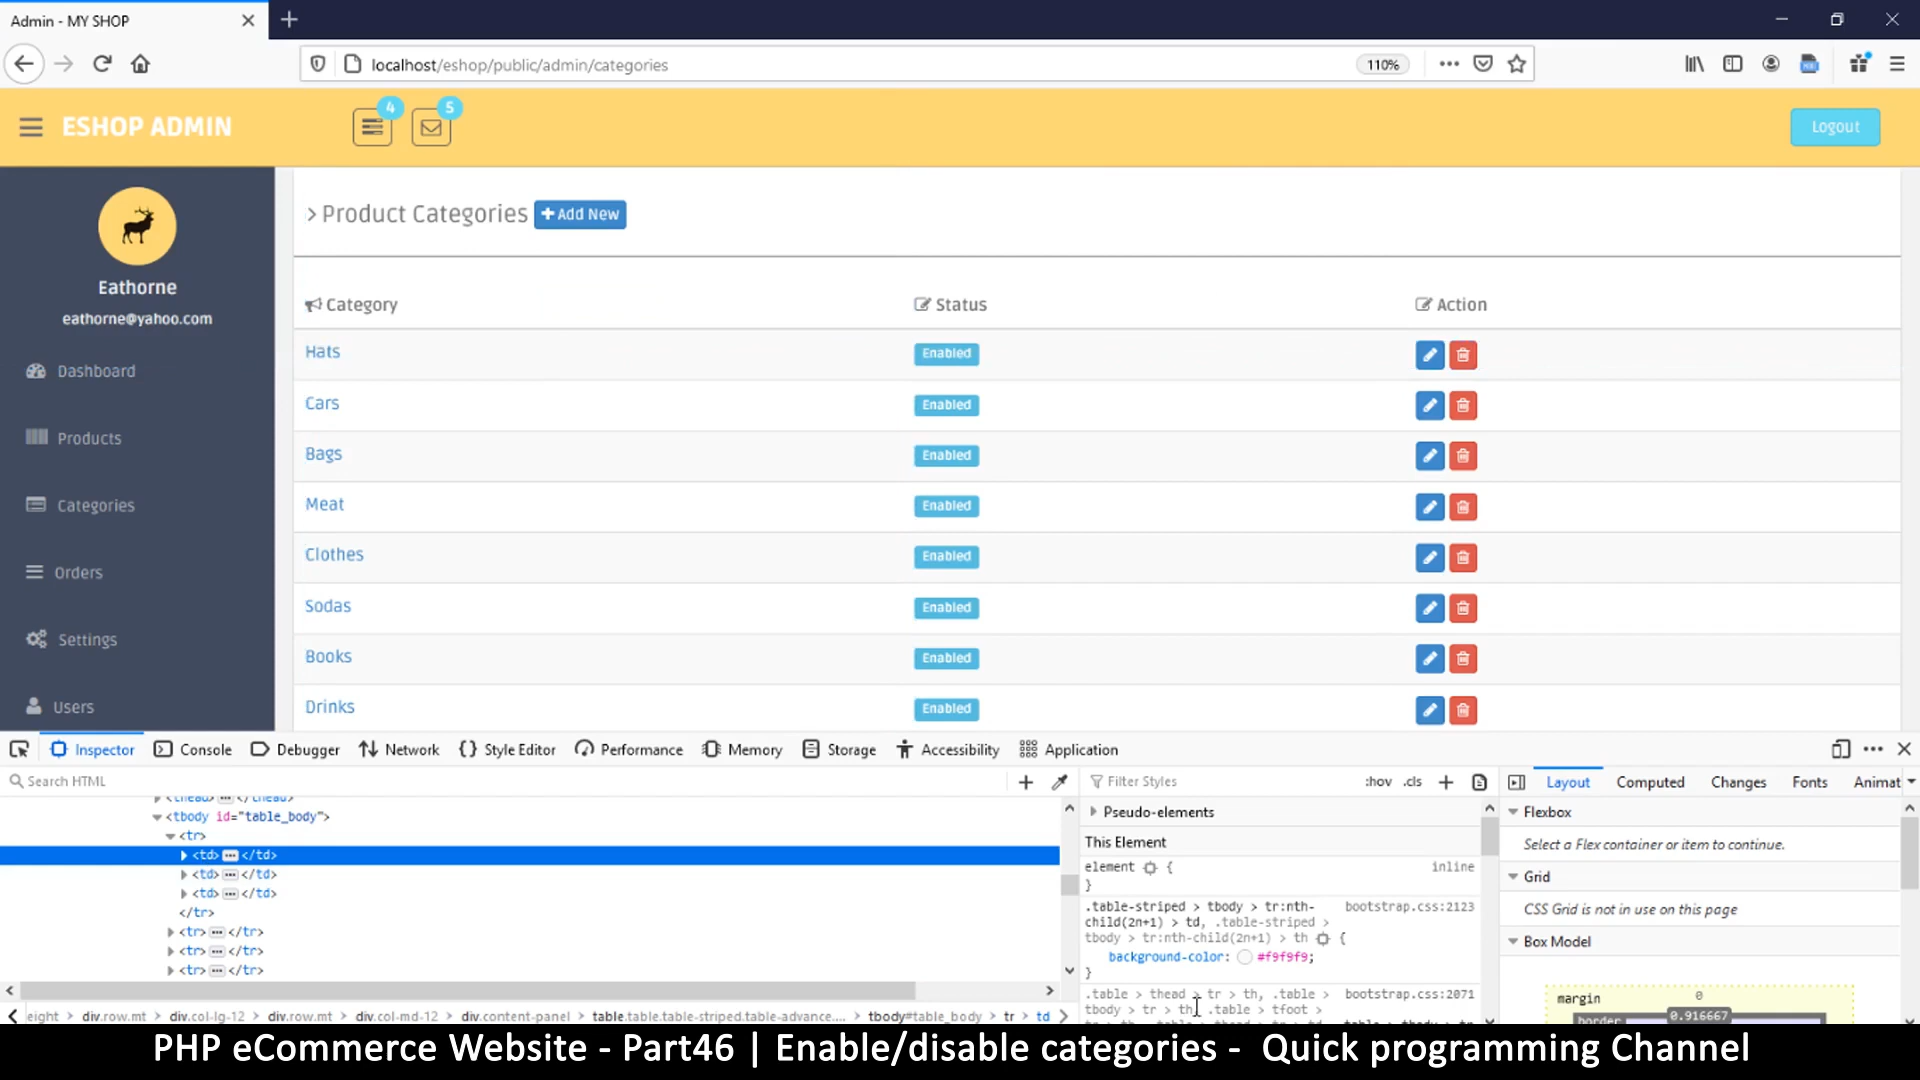 Admin - MY SHOP
localhost/eshop/public/admin/categories
110%
ESHOP ADMIN
4
5
Logout
Eathorne
eathorne@yahoo.com
Dashboard
Products
Categories
Orders
Settings
Users
Product Categories
Add New
Category Status Action
Hats Enabled
Cars Enabled
Bags Enabled
Meat Enabled
Clothes Enabled
Sodas Enabled
Books Enabled
Drinks Enabled
Inspector Console Debugger Network Style Editor Performance Memory Storage Accessibility Application
Search HTML
<thead> </thead>
<tbody id="table_body">
<tr>
<td> </td>
<td> </td>
<td> </td>
</tr>
<tr> </tr>
<tr> </tr>
<tr> </tr>
eight div.row.mt div.col-lg-12 div.row.mt div.col-md-12 div.content-panel table.table.table-striped.table-advance.... tbody#table_body tr td
Filter Styles :hov .cls
Pseudo-elements
This Element
element { inline
}
.table-striped > tbody > tr:nth- bootstrap.css:2123
child(2n+1) > td, .table-striped >
tbody > tr:nth-child(2n+1) > th {
background-color: #f9f9f9;
}
.table > thead > tr > th, .table > bootstrap.css:2071
tbody > tr > th, .table > tfoot >
Layout Computed Changes Fonts Animat
Flexbox
Select a Flex container or item to continue.
Grid
CSS Grid is not in use on this page
Box Model
margin 0
border 0.916667
PHP eCommerce Website - Part46 | Enable/disable categories - Quick programming Channel